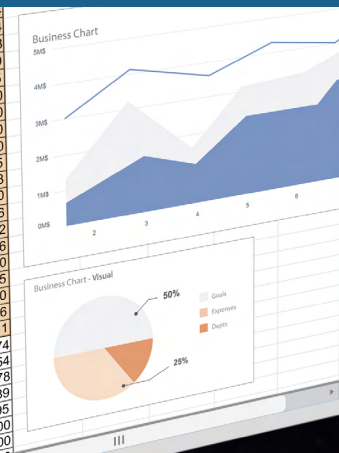 Business Chart
5M$
4M$
3M$
2M$
1M$
0M$
2 3 4 5 6
Business Chart - Visual
50%
Goals
Expenses
Depts
25%